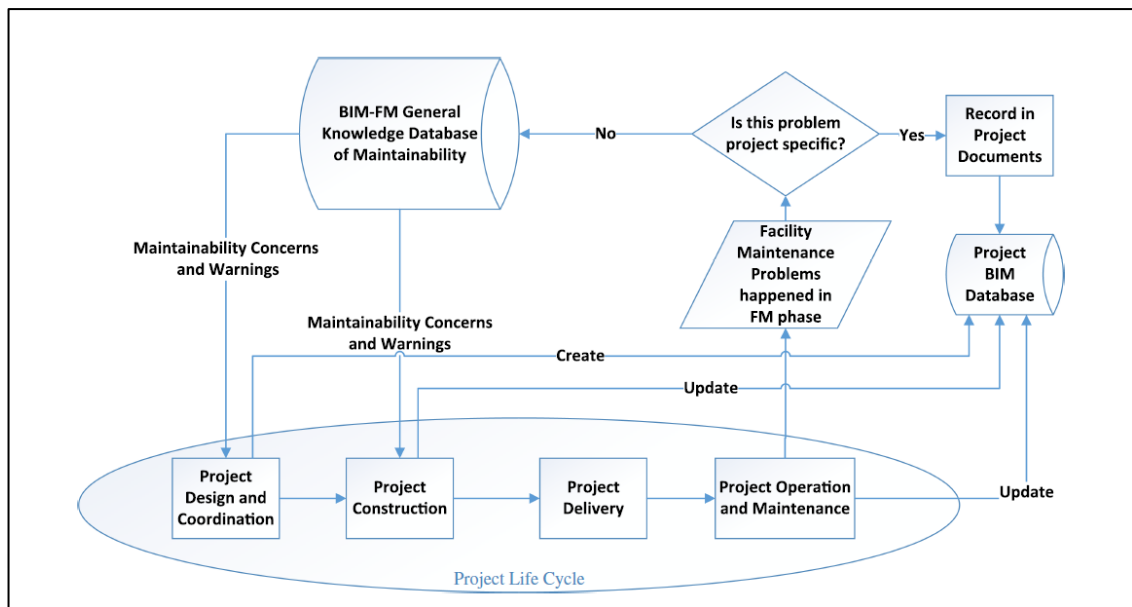 BIM-FM General
Knowledge Database
of Maintainability
No
Is this problem
project specific?
Yes
Record in
Project
Documents
Maintainability Concerns
and Warnings
Facility
Maintenance
Problems
happened in
FM phase
Project
BIM
Database
Maintainability Concerns
and Warnings
Create
Update
Project
Design and
Coordination
Project
Construction
Project
Delivery
Project Operation
and Maintenance
Update
Project Life Cycle